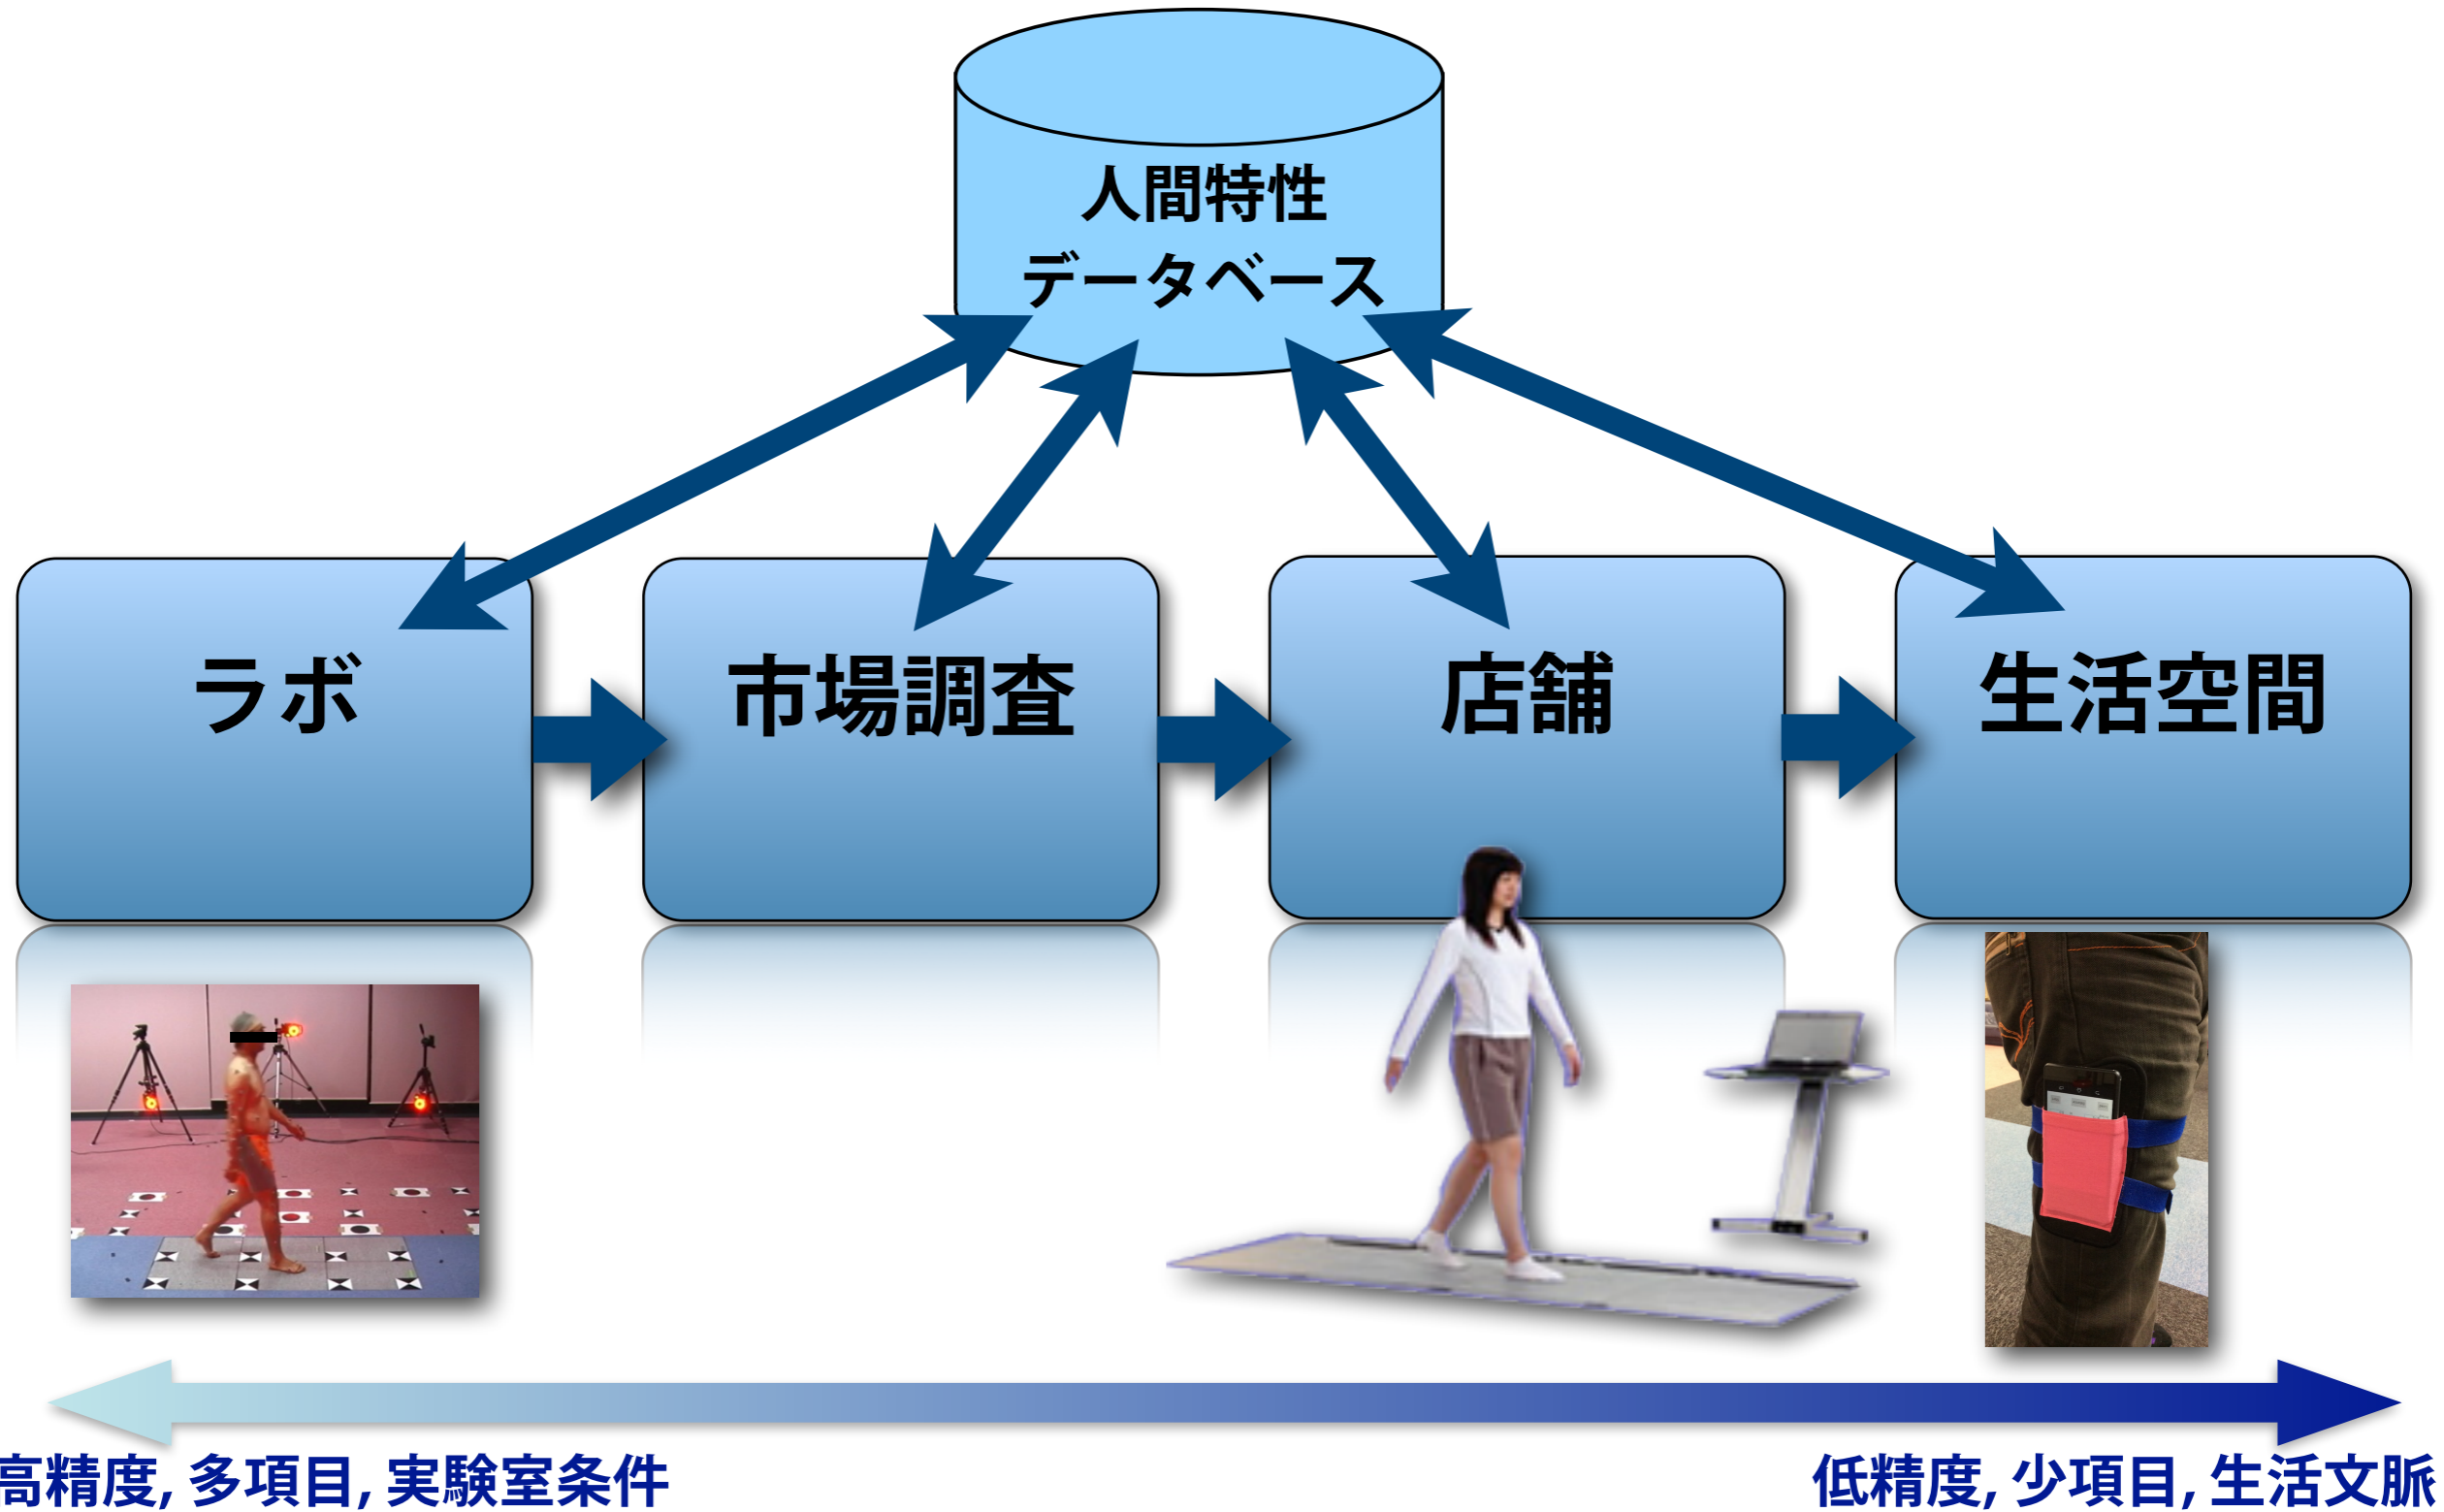 人間特性
データベース
ラボ
市場調査
店舗
生活空間
高精度, 多項目, 実験室条件
低精度, 少項目, 生活文脈